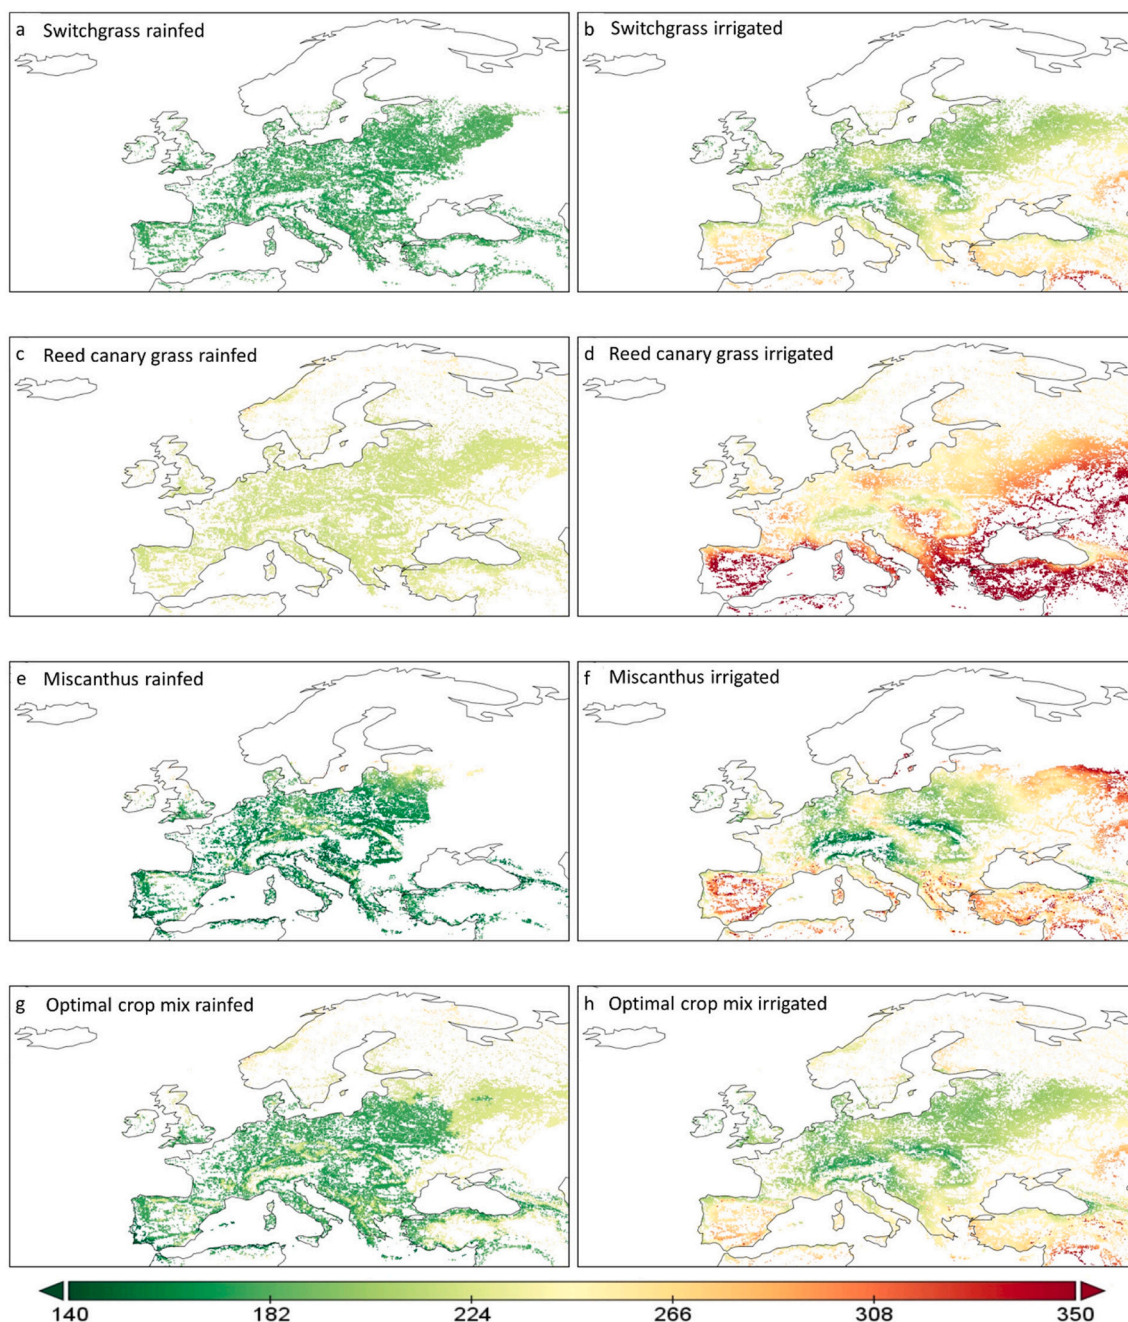 a Switchgrass rainfed
b Switchgrass irrigated
c Reed canary grass rainfed
d Reed canary grass irrigated
e Miscanthus rainfed
f Miscanthus irrigated
g Optimal crop mix rainfed
h Optimal crop mix irrigated
140 182 224 266 308 350